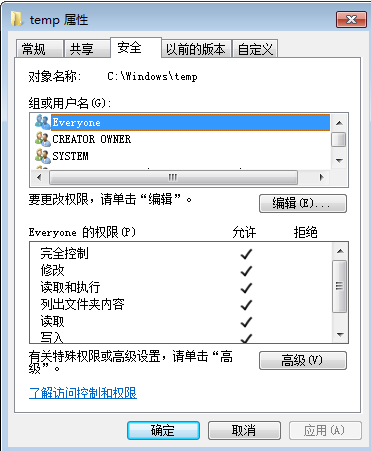 temp 属性
常规 共享 安全 以前的版本 自定义
对象名称: C:\Windows\temp
组或用户名(G):
Everyone
CREATOR OWNER
SYSTEM
要更改权限，请单击“编辑”。
编辑(E)...
Everyone 的权限(P) 允许 拒绝
完全控制
修改
读取和执行
列出文件夹内容
读取
写入
有关特殊权限或高级设置，请单击“高
级”。
高级(V)
了解访问控制和权限
确定 取消 应用(A)